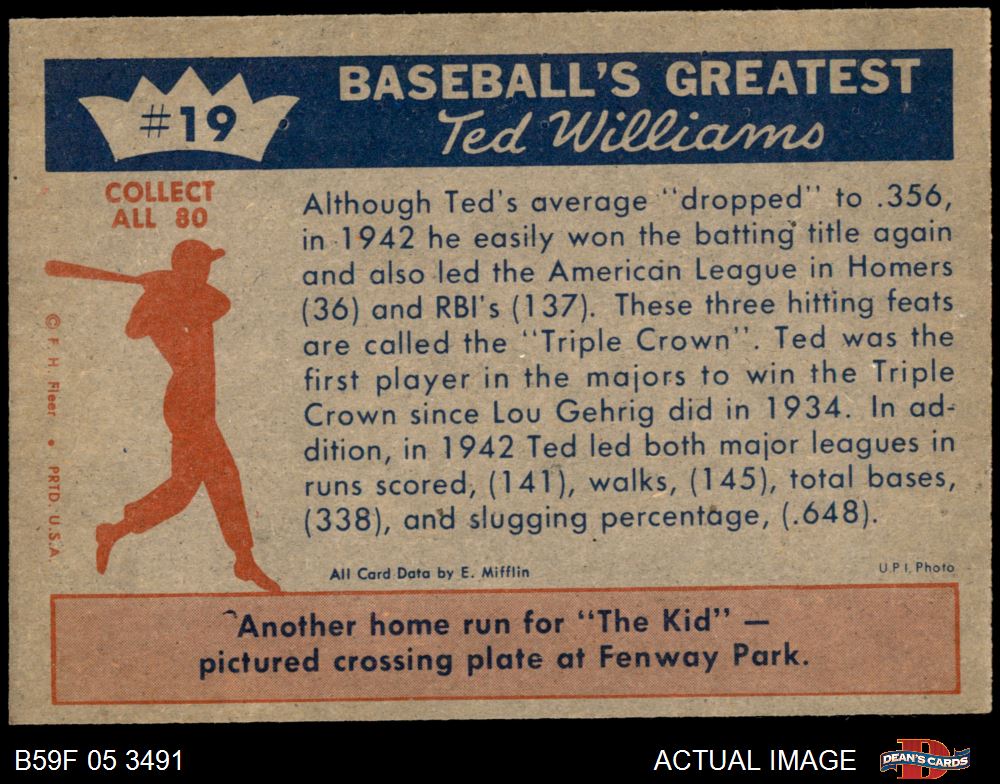 #19
BASEBALL'S GREATEST
Ted Williams
COLLECT
ALL 80
© F. H. Fleer • PRTD. U.S.A.
Although Ted's average "dropped" to .356,
in 1942 he easily won the batting title again
and also led the American League in Homers
(36) and RBI's (137). These three hitting feats
are called the "Triple Crown". Ted was the
first player in the majors to win the Triple
Crown since Lou Gehrig did in 1934. In ad-
dition, in 1942 Ted led both major leagues in
runs scored, (141), walks, (145), total bases,
(338), and slugging percentage, (.648).
All Card Data by E. Mifflin
U.P.I. Photo
Another home run for "The Kid" —
pictured crossing plate at Fenway Park.
B59F 05 3491
ACTUAL IMAGE
DEAN'S CARDS